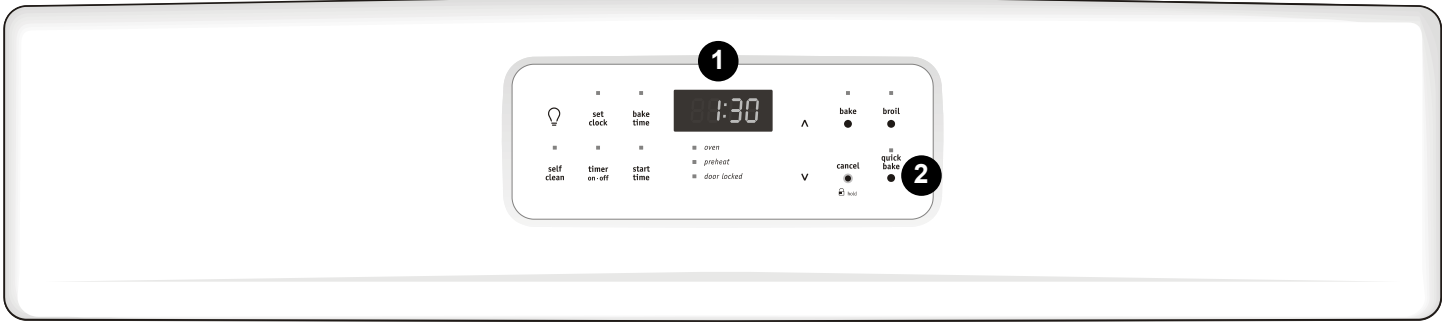 1
set
clock
bake
time
1:30
bake
broil
self
clean
timer
on·off
start
time
oven
preheat
door locked
cancel
hold
quick
bake
2